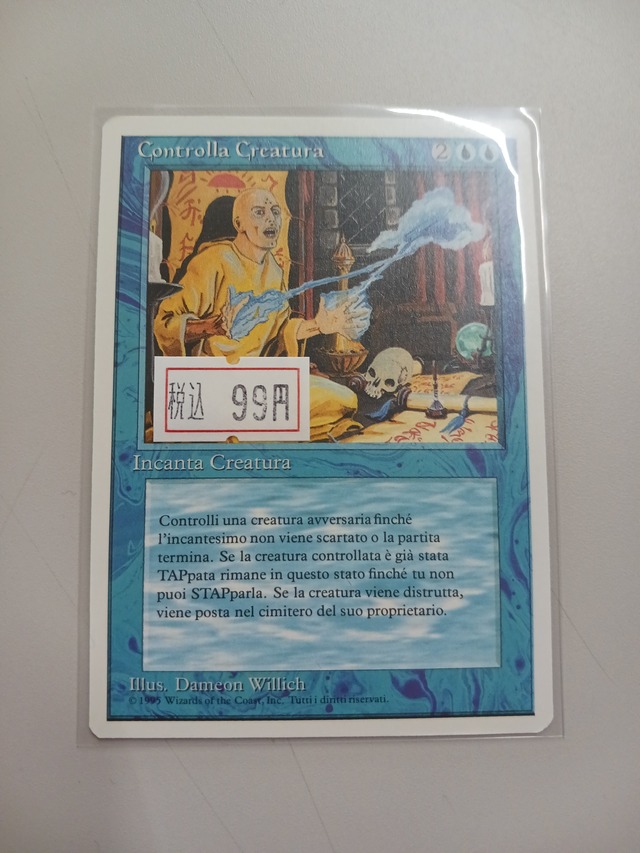 Controlla Creatura 2
税込 99円
Incanta Creatura
Controlli una creatura avversaria finché
l'incantesimo non viene scartato o la partita
termina. Se la creatura controllata è già stata
TAPpata rimane in questo stato finché tu non
puoi STAPparla. Se la creatura viene distrutta,
viene posta nel cimitero del suo proprietario.
Illus. Dameon Willich
© 1995 Wizards of the Coast, Inc. Tutti i diritti riservati.